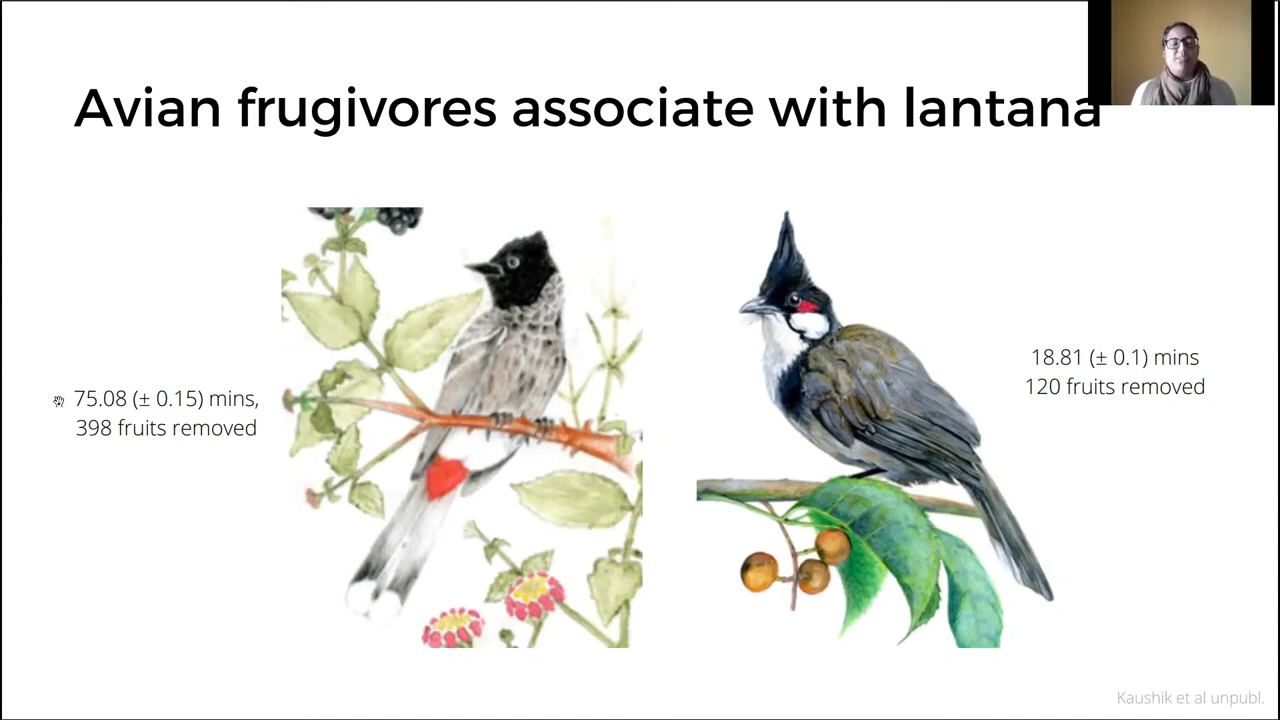 Avian frugivores associate with lantana
75.08 (± 0.15) mins,
398 fruits removed
18.81 (± 0.1) mins
120 fruits removed
Kaushik et al unpubl.